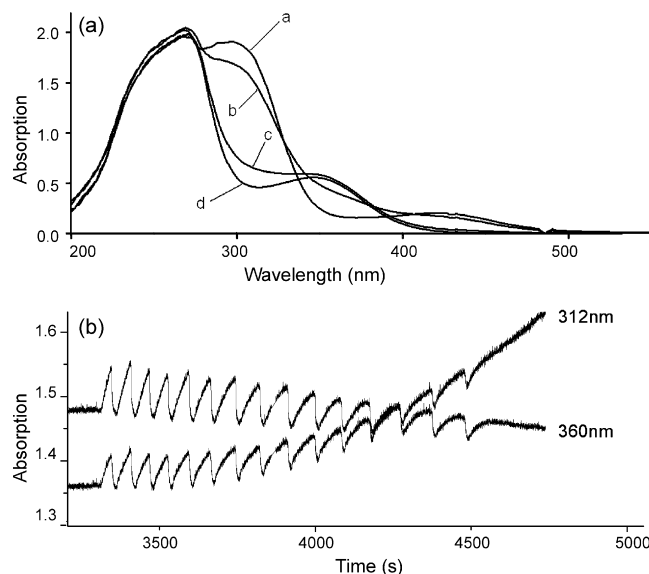 (a)
2.0
1.5
1.0
0.5
0.0
Absorption
a
b
c
d
200
300
400
500
Wavelength (nm)
(b)
1.6
1.5
1.4
1.3
Absorption
312nm
360nm
3500
4000
4500
5000
Time (s)